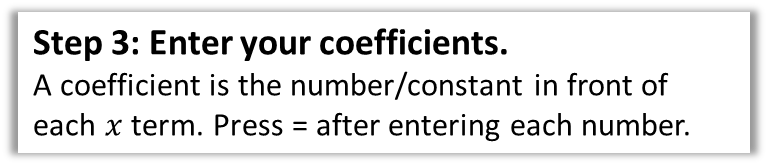 Step 3: Enter your coefficients.
A coefficient is the number/constant in front of
each 𝑥 term. Press = after entering each number.